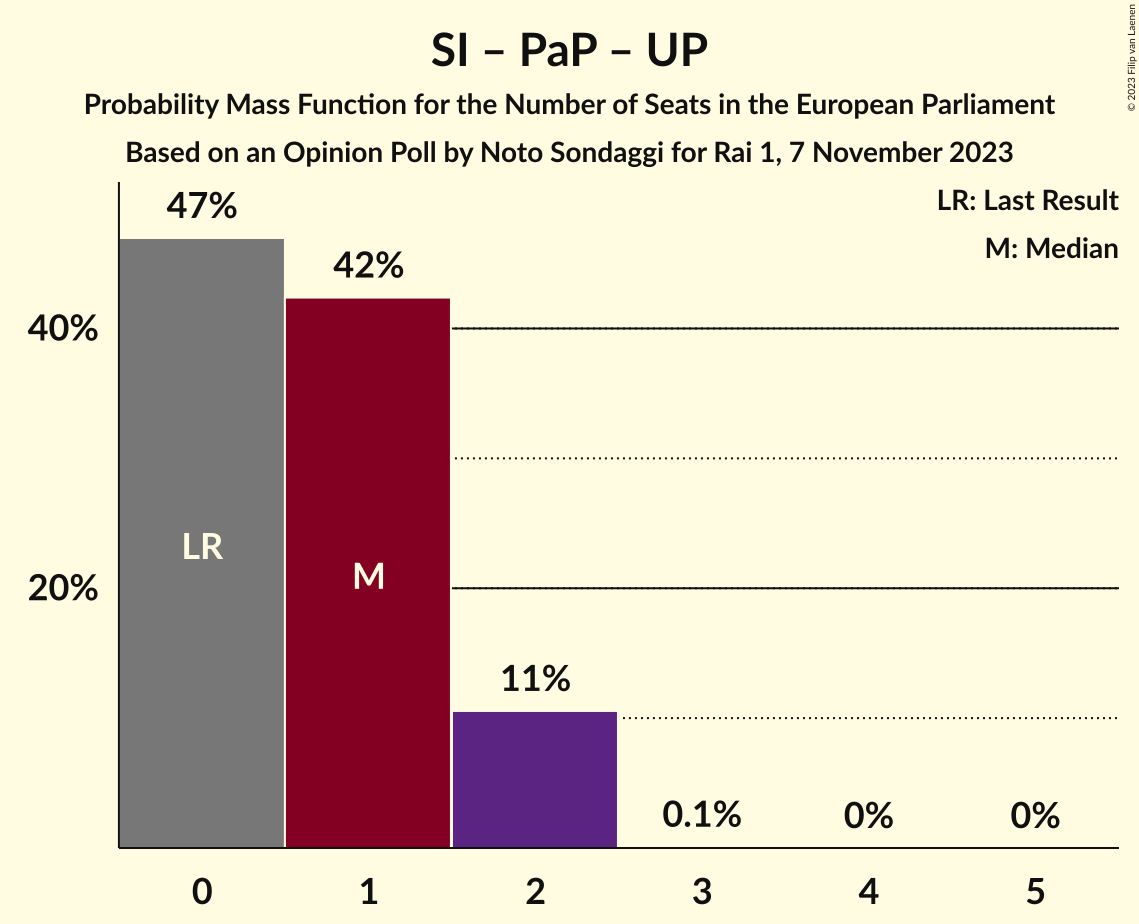 SI – PaP – UP
Probability Mass Function for the Number of Seats in the European Parliament
Based on an Opinion Poll by Noto Sondaggi for Rai 1, 7 November 2023
© 2023 Filip van Laenen
LR: Last Result
M: Median
47%
42%
40%
LR
M
20%
11%
0.1%
0%
0%
0
1
2
3
4
5